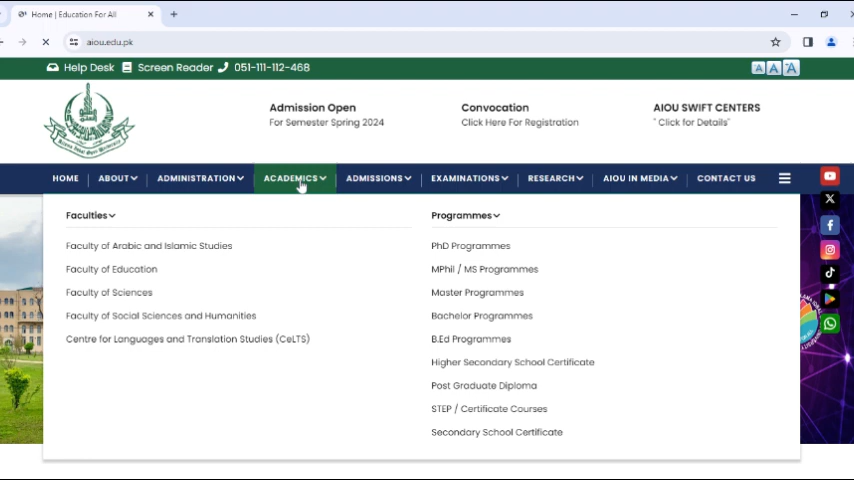 Home | Education For All
aiou.edu.pk
Help Desk Screen Reader 051-111-112-468
A A A
Admission Open
For Semester Spring 2024
Convocation
Click Here For Registration
AIOU SWIFT CENTERS
" Click for Details"
HOME ABOUT ADMINISTRATION ACADEMICS ADMISSIONS EXAMINATIONS RESEARCH AIOU IN MEDIA CONTACT US
Faculties
Faculty of Arabic and Islamic Studies
Faculty of Education
Faculty of Sciences
Faculty of Social Sciences and Humanities
Centre for Languages and Translation Studies (CeLTS)
Programmes
PhD Programmes
MPhil / MS Programmes
Master Programmes
Bachelor Programmes
B.Ed Programmes
Higher Secondary School Certificate
Post Graduate Diploma
STEP / Certificate Courses
Secondary School Certificate